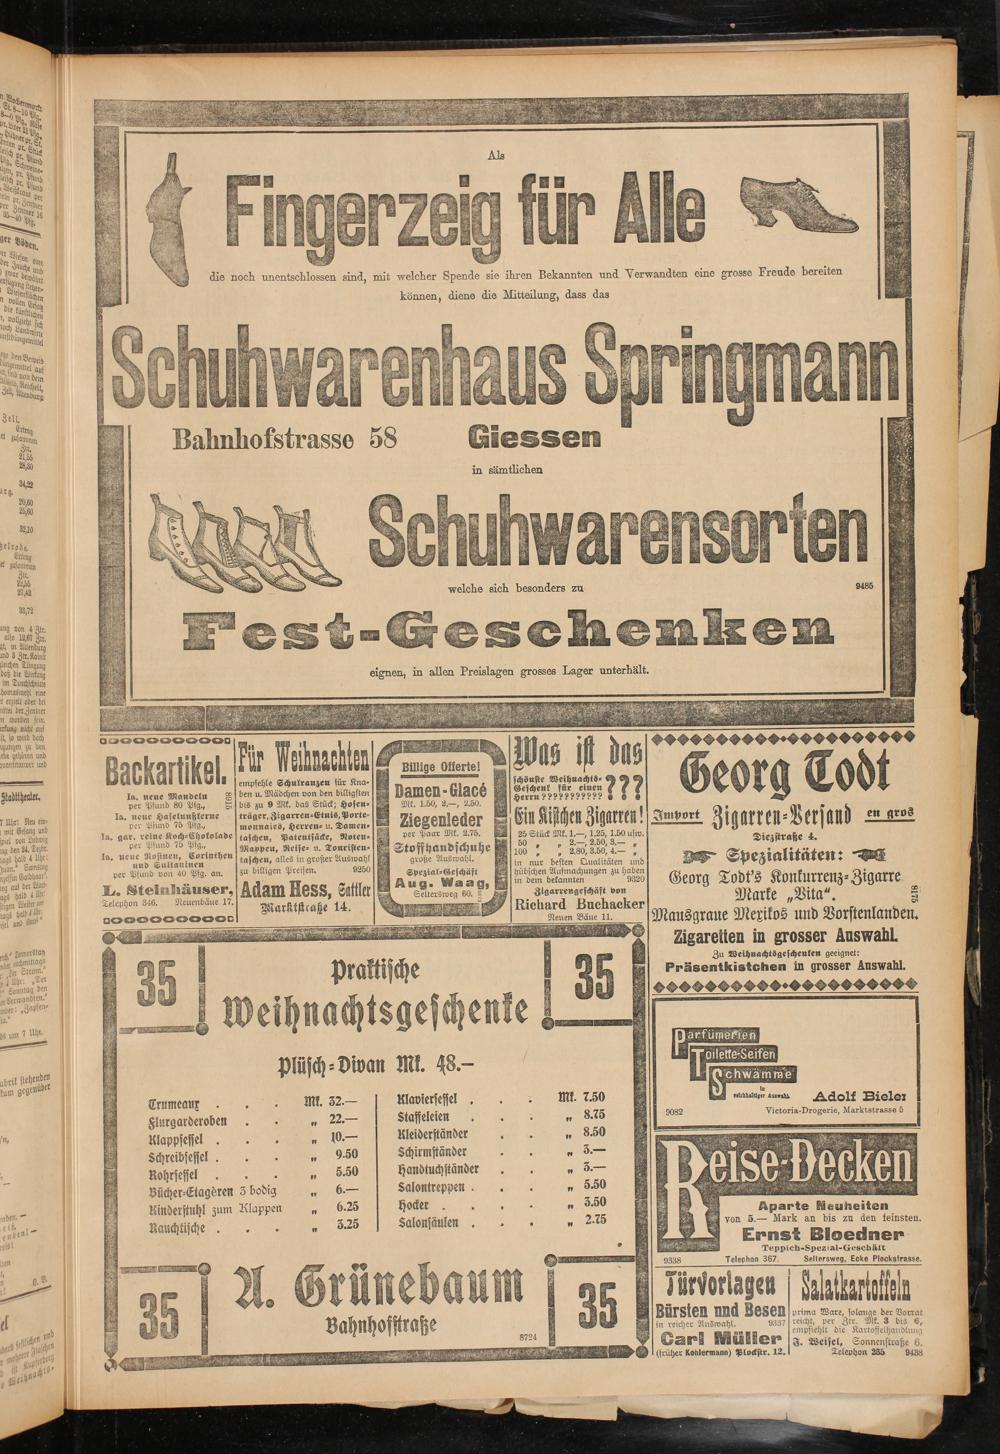 Als
Fingerzeig für Alle
die noch unentschlossen sind, mit welcher Spende sie ihren Bekannten und Verwandten eine grosse Freude bereiten
können, diene die Mitteilung, dass das
Schuhwarenhaus Springmann
Bahnhofstrasse 58 Giessen
in sämtlichen
Schuhwarensorten
welche sich besonders zu 9485
Fest-Geschenken
eignen, in allen Preislagen grosses Lager unterhält.
Backartikel.
Ia. neue Mandeln
per Pfund 80 Pfg.,
Ia. neue Haselnußkerne
per Pfund 75 Pfg.,
Ia. gar. reine Koch-Chokolade
per Pfund 75 Pfg.,
Ia. neue Rosinen, Corinthen
und Sultaninen
per Pfund von 40 Pfg. an.
8915
L. Steinhäuser,
Telephon 346. Neuenbäue 17.
Für Weihnachten
empfehle Schulranzen für Kna-
ben u. Mädchen von den billigsten
bis zu 9 Mk. das Stück; Hosen-
träger, Zigarren-Etuis, Porte-
monnaies, Herren- u. Damen-
taschen, Patensäcke, Noten-
Mappen, Reise- u. Touristen-
taschen, alles in großer Auswahl
zu billigen Preisen. 9250
Adam Hess, Sattler
Marktstraße 14.
Billige Offerte!
Damen-Glacé
Mk. 1.50, 2.—, 2.50.
Ziegenleder
per Paar Mk. 2.75.
Stoffhandschuhe
große Auswahl.
Spezial-Geschäft
Aug. Waag,
Seltersweg 60.
Was ist das
schönste Weihnachts-
Geschenk für einen ???
Herrn ???????????
Ein Kistchen Zigarren!
25 Stück Mk. 1.—, 1.25, 1.50 usw.
50 „ „ 2.—, 2.50, 3.— „
100 „ „ 2.80, 3.50, 4.— „
in nur besten Qualitäten und
hübschen Aufmachungen zu haben
in dem bekannten 9320
Zigarrengeschäft von
Richard Buchacker
Neuen Bäue 11.
Georg Todt
Import Zigarren-Versand en gros
Diezstraße 4.
Spezialitäten:
Georg Todt's Konkurrenz-Zigarre
Marke „Vita“.
8175
Mausgraue Mexikos und Vorstenlanden.
Zigaretten in grosser Auswahl.
Zu Weihnachtsgeschenken geeignet:
Präsentkistchen in grosser Auswahl.
35 35
Praktische
Weihnachtsgeschenke
Plüsch-Divan Mk. 48.—
Trumeaux . . . Mk. 32.—
Flurgarderoben . . „ 22.—
Klappsessel . . . „ 10.—
Schreibsessel . . . „ 9.50
Rohrsessel . . . „ 5.50
Bücher-Etagèren 3 bodig „ 6.—
Kinderstuhl zum Klappen „ 6.25
Rauchtische . . . „ 3.25
Klaviersessel . . . Mk. 7.50
Staffeleien . . . „ 8.75
Kleiderständer . . „ 8.50
Schirmständer . . „ 3.—
Handtuchständer . . „ 3.—
Salontreppen . . . „ 5.50
Hocker . . . „ 3.50
Salonsäulen . . . „ 2.75
A. Grünebaum
Bahnhofstraße
35 35
8724
Parfümerien
Toilette-Seifen
Schwämme
in
reichhaltiger Auswahl
Adolf Bieler
9082 Victoria-Drogerie, Marktstrasse 5
Reise-Decken
Aparte Neuheiten
von 5.— Mark an bis zu den feinsten.
Ernst Bloedner
Teppich-Spezial-Geschäft
9338 Telephon 367. Seltersweg, Ecke Plockstrasse.
Türvorlagen
Bürsten und Besen
in reicher Auswahl. 9337
Carl Müller
(früher Kohlermann) Plockstr. 12.
Salatkartoffeln
prima Ware, solange der Vorrat
reicht, per Ztr. Mk. 3 bis 6,
empfiehlt die Kartoffelhandlung
F. Weisel, Sonnenstraße 6.
Telephon 265 9438